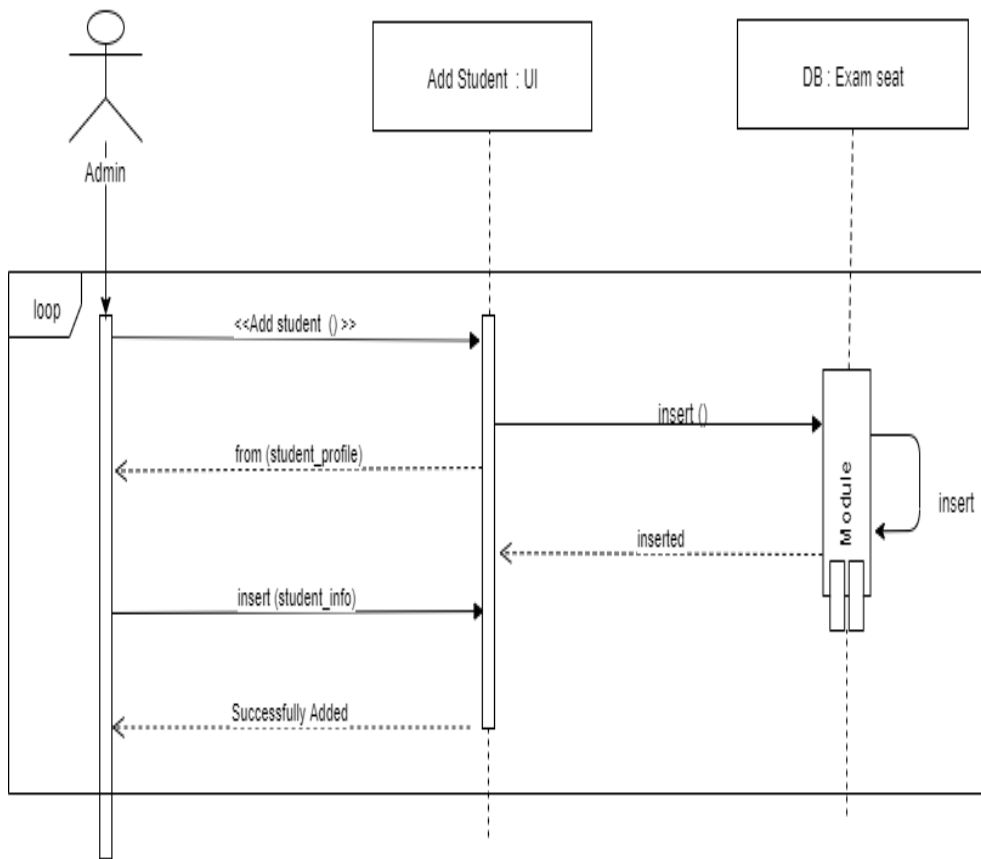 Add Student : UI
DB : Exam seat
Admin
loop
<<Add student () >>
insert ()
from (student_profile)
Module
insert
inserted
insert (student_info)
Successfully Added